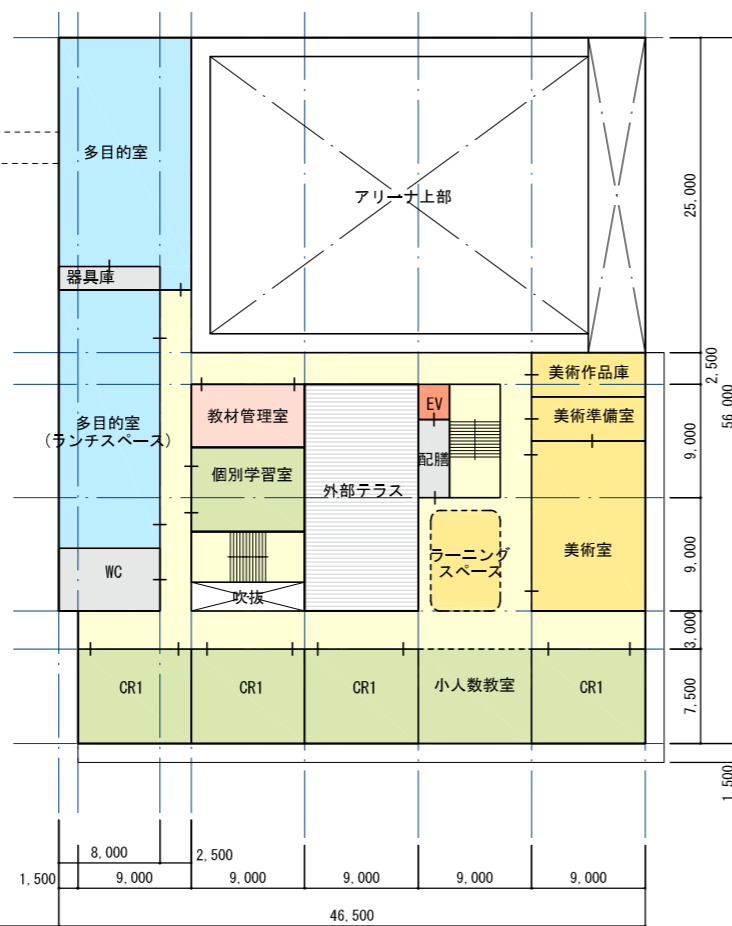 多目的室
アリーナ上部
25,000
器具庫
2,500
56,000
美術作品庫
教材管理室
EV
美術準備室
9,000
多目的室
(ランチスペース)
個別学習室
配膳
外部テラス
美術室
ラーニング
スペース
9,000
WC
吹抜
3,000
CR1
CR1
CR1
小人数教室
CR1
7,500
1,500
8,000
2,500
1,500
9,000
9,000
9,000
9,000
9,000
46,500